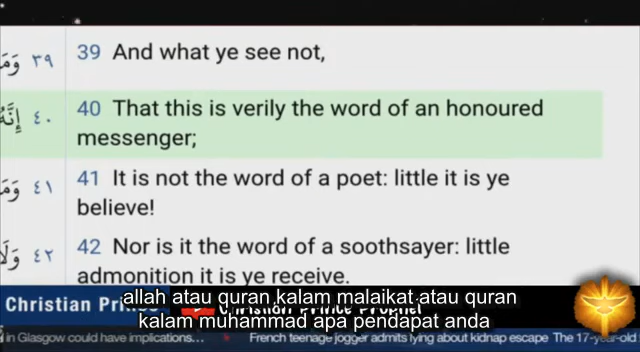 39 And what ye see not,
٣٩
40 That this is verily the word of an honoured
messenger;
٤٠ إِنَّهُ
41 It is not the word of a poet: little it is ye
believe!
٤١
42 Nor is it the word of a soothsayer: little
admonition it is ye receive.
٤٢
allah atau quran kalam malaikat atau quran
kalam muhammad apa pendapat anda
Christian Prince
Christian Prince Prophet
in Glasgow could have implications...
French teenage jogger admits lying about kidnap escape The 17-year-old